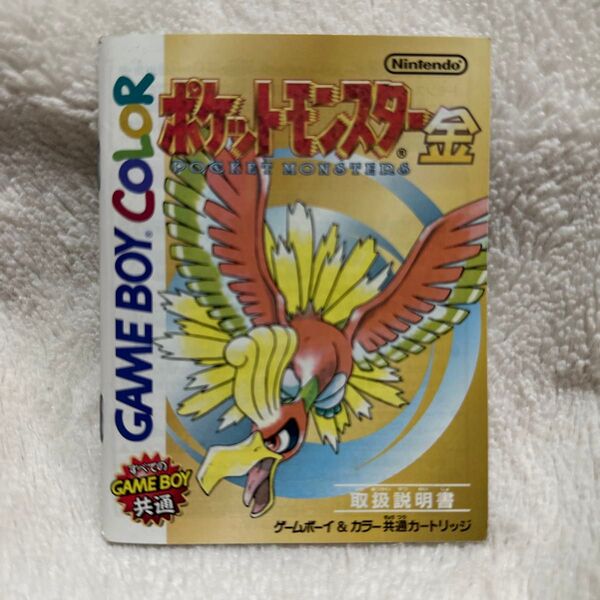 Nintendo
ポケットモンスター金
®
POCKET MONSTERS
GAME BOY COLOR
®
すべての
GAME BOY
共通
取扱説明書
ゲームボーイ＆カラー共通カートリッジ